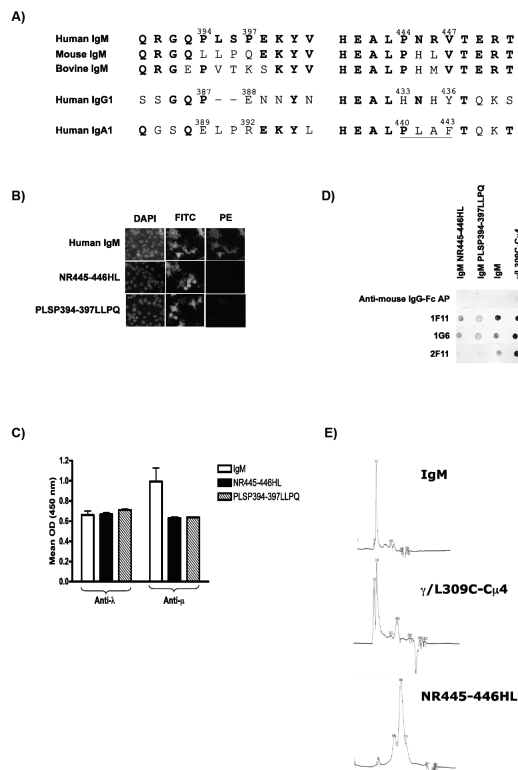 A)
394 397 444 447
Human IgM Q R G Q P L S P E K Y V H E A L P N R V T E R T
Mouse IgM Q R G Q L L P Q E K Y V H E A L P H L V T E R T
Bovine IgM Q R G E P V T K S K Y V H E A L P H M V T E R T
387 388 433 436
Human IgG1 S S G Q P - - E N N Y N H E A L H N H Y T Q K S
389 392 440 443
Human IgA1 Q G S Q E L P R E K Y L H E A L P L A F T Q K T
B)
DAPI FITC PE
Human IgM
NR445-446HL
PLSP394-397LLPQ
D)
IgM NR445-446HL
IgM PLSP394-397LLPQ
IgM
γ/L309C-Cμ4
Anti-mouse IgG-Fc AP
1F11
1G6
2F11
C)
Mean OD (450 nm)
1.2
1.0
0.8
0.6
0.4
0.2
0.0
Anti-λ Anti-μ
IgM
NR445-446HL
PLSP394-397LLPQ
E)
IgM
γ/L309C-Cμ4
NR445-446HL